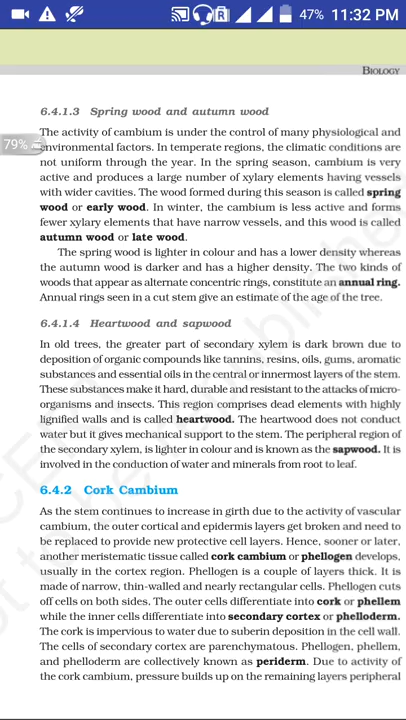 47% 11:32 PM
BIOLOGY
6.4.1.3 Spring wood and autumn wood
The activity of cambium is under the control of many physiological and
79% environmental factors. In temperate regions, the climatic conditions are
not uniform through the year. In the spring season, cambium is very
active and produces a large number of xylary elements having vessels
with wider cavities. The wood formed during this season is called spring
wood or early wood. In winter, the cambium is less active and forms
fewer xylary elements that have narrow vessels, and this wood is called
autumn wood or late wood.
The spring wood is lighter in colour and has a lower density whereas
the autumn wood is darker and has a higher density. The two kinds of
woods that appear as alternate concentric rings, constitute an annual ring.
Annual rings seen in a cut stem give an estimate of the age of the tree.
6.4.1.4 Heartwood and sapwood
In old trees, the greater part of secondary xylem is dark brown due to
deposition of organic compounds like tannins, resins, oils, gums, aromatic
substances and essential oils in the central or innermost layers of the stem.
These substances make it hard, durable and resistant to the attacks of micro-
organisms and insects. This region comprises dead elements with highly
lignified walls and is called heartwood. The heartwood does not conduct
water but it gives mechanical support to the stem. The peripheral region of
the secondary xylem, is lighter in colour and is known as the sapwood. It is
involved in the conduction of water and minerals from root to leaf.
6.4.2 Cork Cambium
As the stem continues to increase in girth due to the activity of vascular
cambium, the outer cortical and epidermis layers get broken and need to
be replaced to provide new protective cell layers. Hence, sooner or later,
another meristematic tissue called cork cambium or phellogen develops,
usually in the cortex region. Phellogen is a couple of layers thick. It is
made of narrow, thin-walled and nearly rectangular cells. Phellogen cuts
off cells on both sides. The outer cells differentiate into cork or phellem
while the inner cells differentiate into secondary cortex or phelloderm.
The cork is impervious to water due to suberin deposition in the cell wall.
The cells of secondary cortex are parenchymatous. Phellogen, phellem,
and phelloderm are collectively known as periderm. Due to activity of
the cork cambium, pressure builds up on the remaining layers peripheral